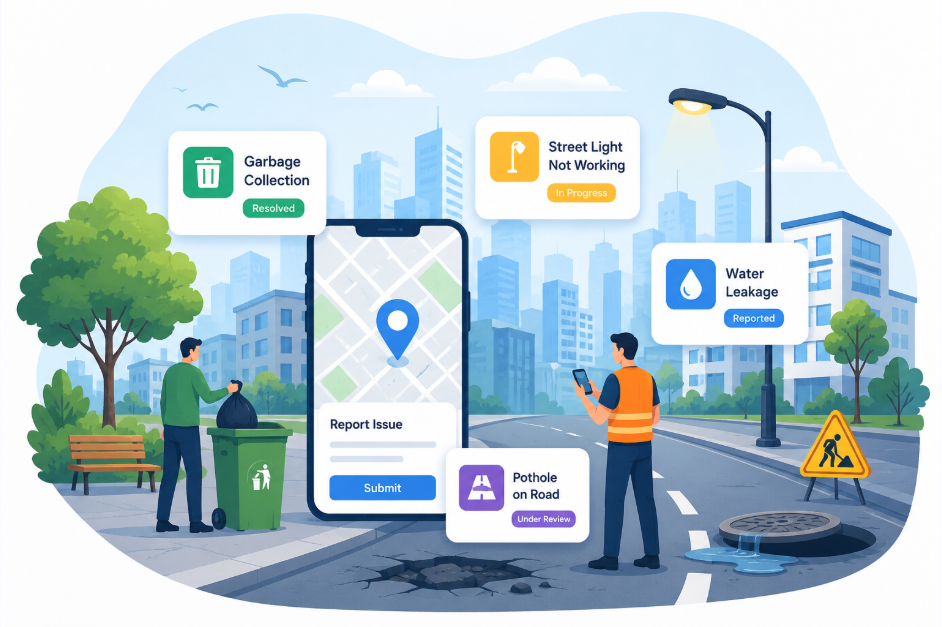 Garbage
Collection
Resolved
Street Light
Not Working
In Progress
Water
Leakage
Reported
Report Issue
Submit
Pothole
on Road
Under Review